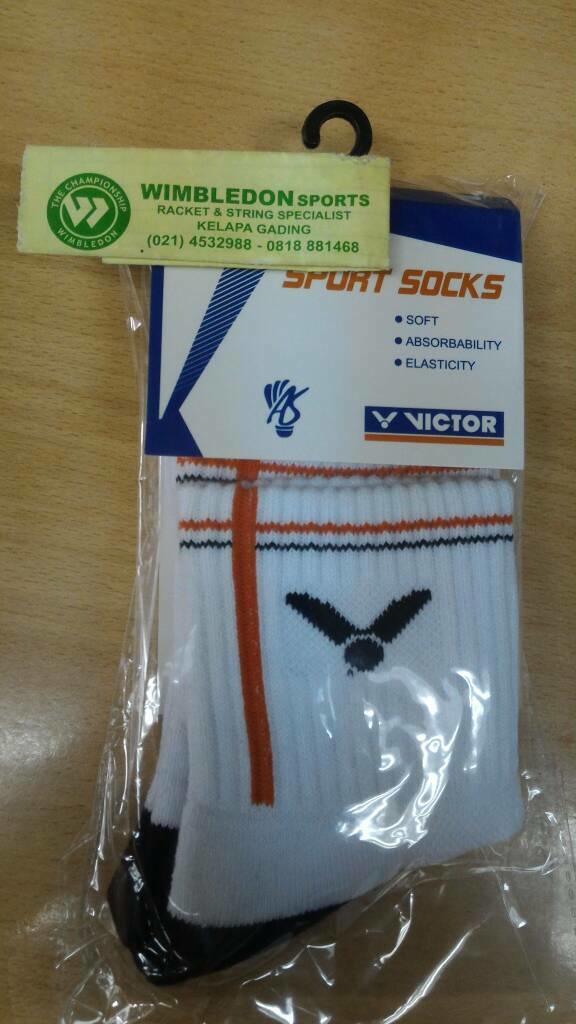 THE CHAMPIONSHIP
WIMBLEDON
WIMBLEDON SPORTS
RACKET & STRING SPECIALIST
KELAPA GADING
(021) 4532988 - 0818 881468
SPORT SOCKS
SOFT
ABSORBABILITY
ELASTICITY
AS
VICTOR